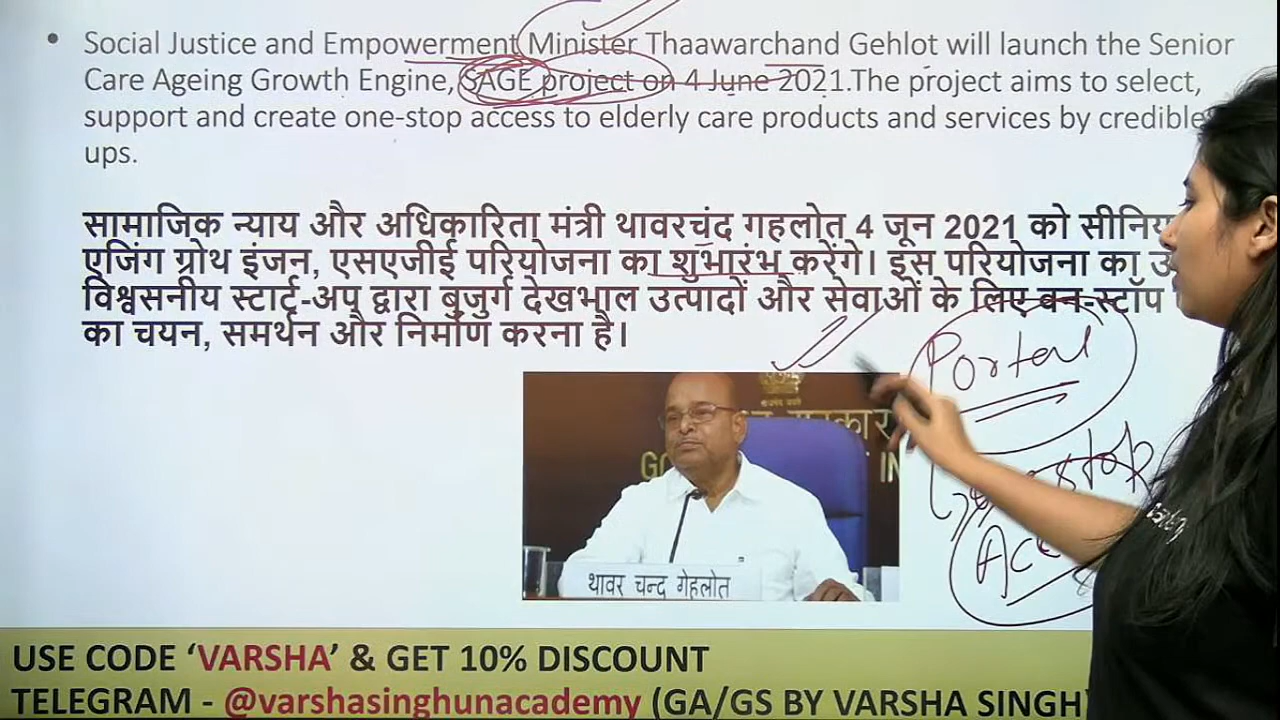 Social Justice and Empowerment Minister Thaawarchand Gehlot will launch the Senior
Care Ageing Growth Engine, SAGE project on 4 June 2021.The project aims to select,
support and create one-stop access to elderly care products and services by credible
ups.
सामाजिक न्याय और अधिकारिता मंत्री थावरचंद गहलोत 4 जून 2021 को
एजिंग ग्रोथ इंजन, एसएजीई परियोजना का शुभारंभ करेंगे। इस परियोजना का
विश्वसनीय स्टार्ट-अप द्वारा बुजुर्ग देखभाल उत्पादों और सेवाओं के लिए वन-स्टॉप
का चयन, समर्थन और निर्माण करना है।
Portal
stop
थावर चन्द गेहलोत
USE CODE ‘VARSHA’ & GET 10% DISCOUNT
TELEGRAM - @varshasinghunacademy (GA/GS BY VARSHA SINGH)